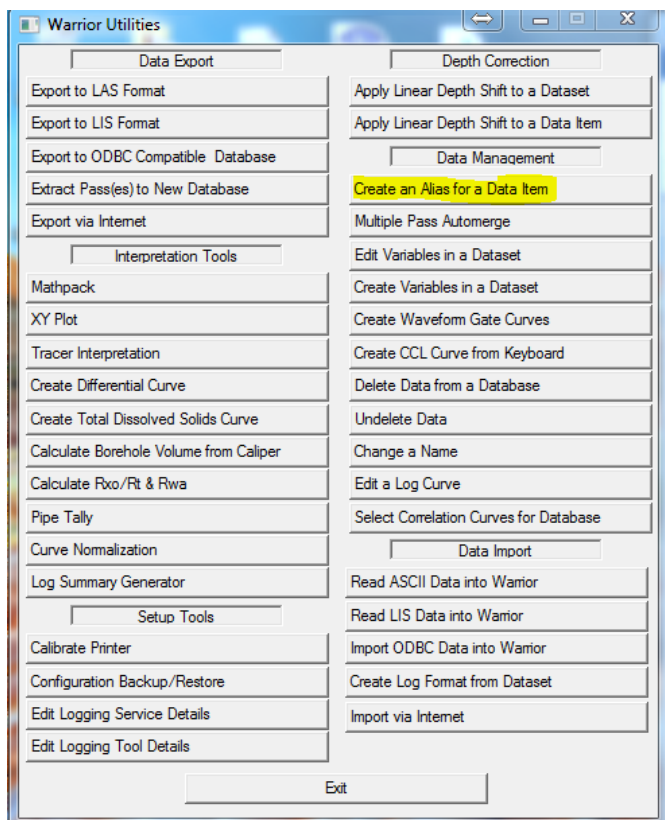 Warrior Utilities
Data Export
Export to LAS Format
Export to LIS Format
Export to ODBC Compatible Database
Extract Pass(es) to New Database
Export via Internet
Interpretation Tools
Mathpack
XY Plot
Tracer Interpretation
Create Differential Curve
Create Total Dissolved Solids Curve
Calculate Borehole Volume from Caliper
Calculate Rxo/Rt & Rwa
Pipe Tally
Curve Normalization
Log Summary Generator
Setup Tools
Calibrate Printer
Configuration Backup/Restore
Edit Logging Service Details
Edit Logging Tool Details
Depth Correction
Apply Linear Depth Shift to a Dataset
Apply Linear Depth Shift to a Data Item
Data Management
Create an Alias for a Data Item
Multiple Pass Automerge
Edit Variables in a Dataset
Create Variables in a Dataset
Create Waveform Gate Curves
Create CCL Curve from Keyboard
Delete Data from a Database
Undelete Data
Change a Name
Edit a Log Curve
Select Correlation Curves for Database
Data Import
Read ASCII Data into Warrior
Read LIS Data into Warrior
Import ODBC Data into Warrior
Create Log Format from Dataset
Import via Internet
Exit